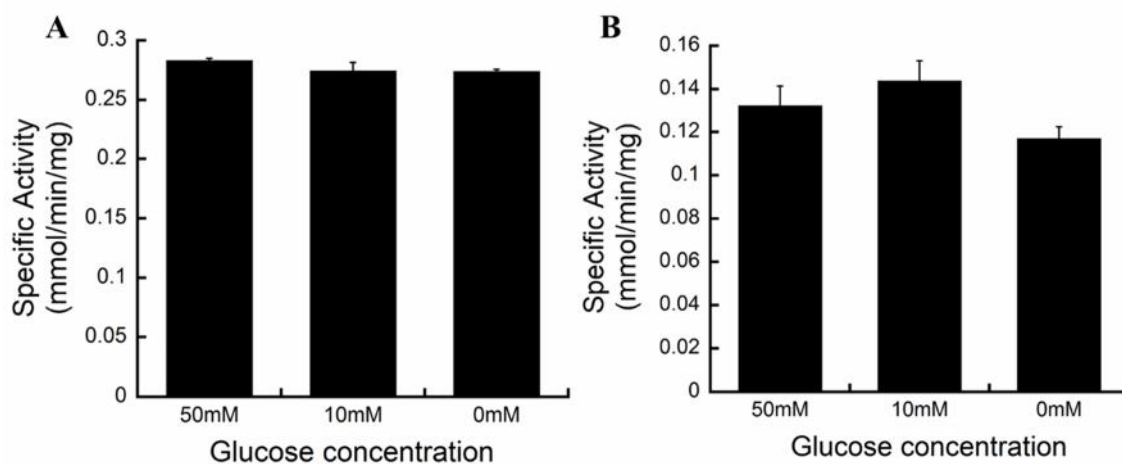 A
Specific Activity
(mmol/min/mg)
0.3
0.25
0.2
0.15
0.1
0.05
0
50mM
10mM
0mM
Glucose concentration
B
Specific Activity
(mmol/min/mg)
0.16
0.14
0.12
0.1
0.08
0.06
0.04
0.02
0
50mM
10mM
0mM
Glucose concentration